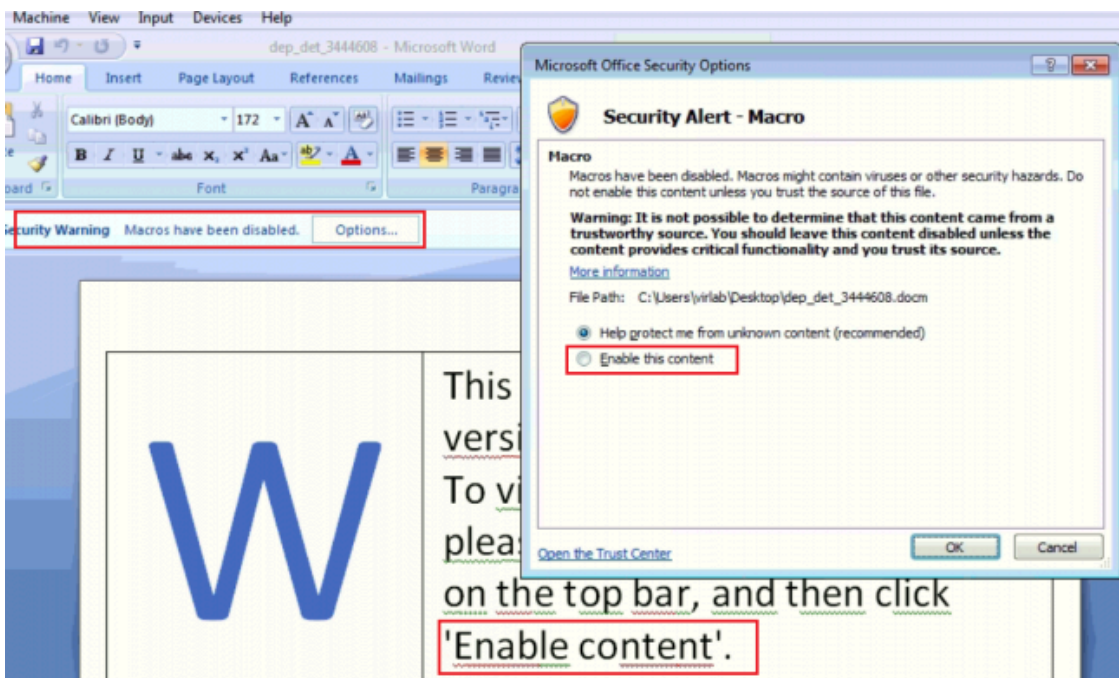 Machine View Input Devices Help
dep_det_3444608 - Microsoft Word
Home Insert Page Layout References Mailings
Calibri (Body) 172 A A Aa
B I U abe x, x² Aa A
Font
Security Warning Macros have been disabled. Options...
Microsoft Office Security Options
Security Alert - Macro
Macro
Macros have been disabled. Macros might contain viruses or other security hazards. Do
not enable this content unless you trust the source of this file.
Warning: It is not possible to determine that this content came from a
trustworthy source. You should leave this content disabled unless the
content provides critical functionality and you trust its source.
More information
File Path: C:\Users\virlab\Desktop\dep_det_3444608.docm
Help protect me from unknown content (recommended)
Enable this content
Open the Trust Center OK Cancel
W
This
To
on the top bar, and then click
'Enable content'.